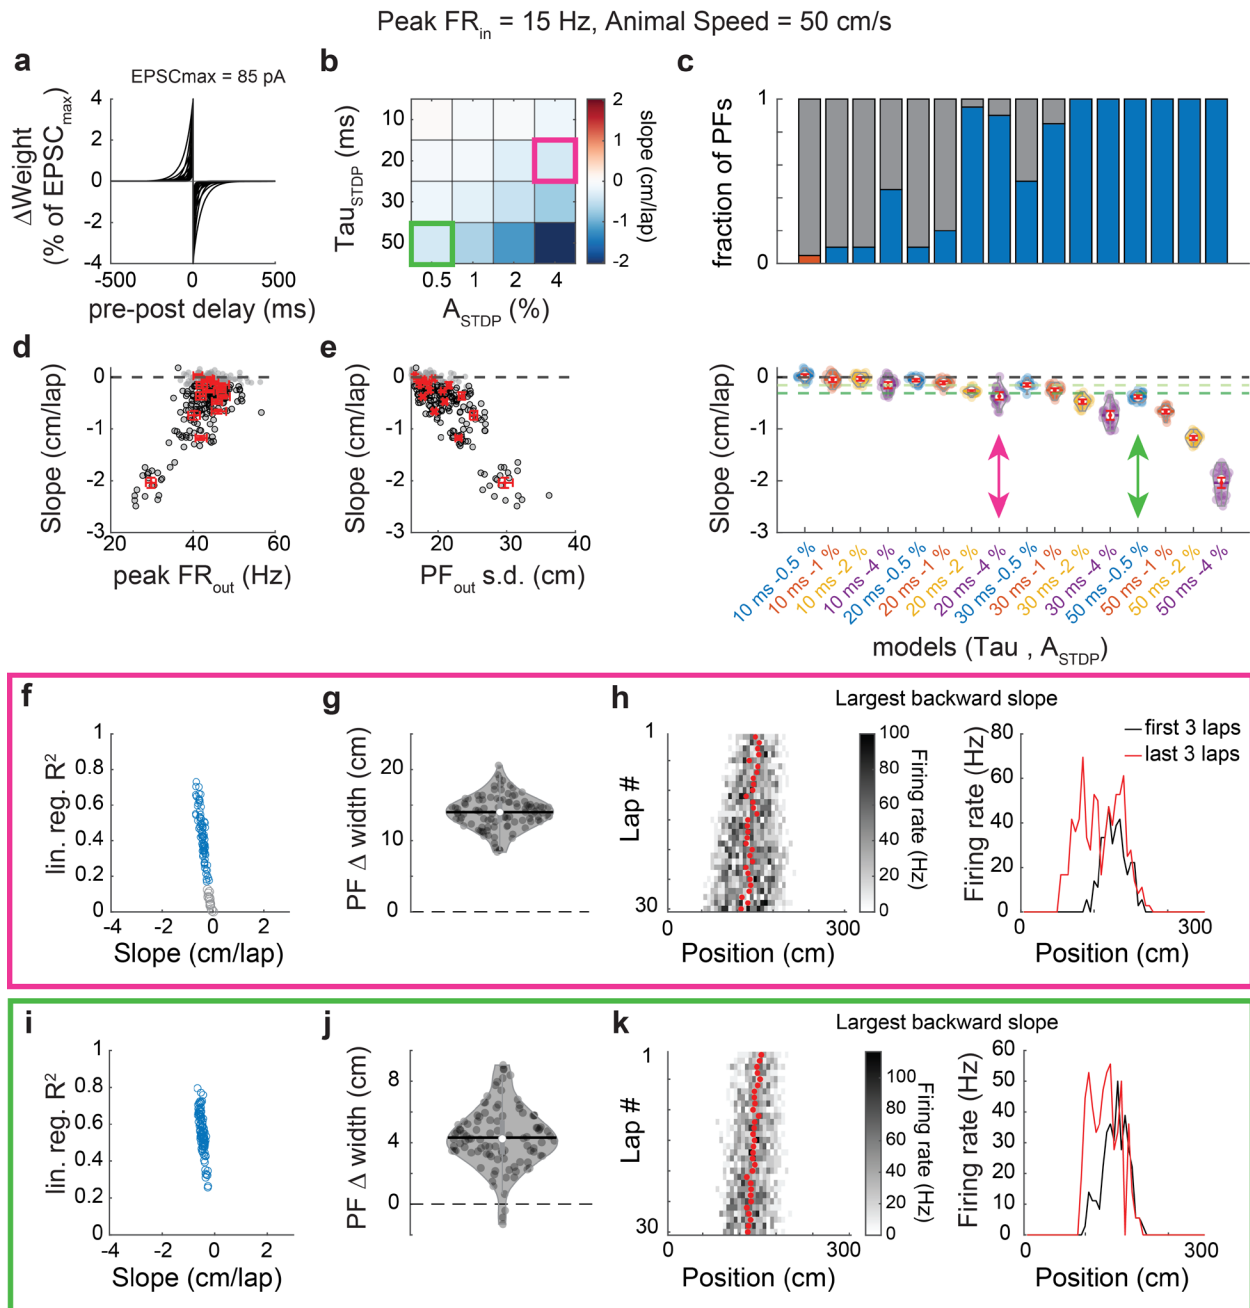 Peak FRin = 15 Hz, Animal Speed = 50 cm/s
a
EPSCmax = 85 pA
ΔWeight
(% of EPSCmax)
4
2
0
-2
-4
-500
0
500
pre-post delay (ms)
b
TauSTDP (ms)
10
20
30
50
0.5
1
2
4
ASTDP (%)
2
1
0
-1
-2
slope (cm/lap)
c
fraction of PFs
1
0
d
Slope (cm/lap)
0
-1
-2
-3
20
40
60
peak FRout (Hz)
e
Slope (cm/lap)
0
-1
-2
-3
20
30
40
PFout s.d. (cm)
Slope (cm/lap)
0
-1
-2
-3
10 ms -0.5 %
10 ms -1 %
10 ms -2 %
10 ms -4 %
20 ms -0.5 %
20 ms -1 %
20 ms -2 %
20 ms -4 %
30 ms -0.5 %
30 ms -1 %
30 ms -2 %
30 ms -4 %
50 ms -0.5 %
50 ms -1 %
50 ms -2 %
50 ms -4 %
models (Tau , ASTDP)
f
lin. reg. R2
1
0.8
0.6
0.4
0.2
0
-4
-2
0
2
Slope (cm/lap)
g
PF Δ width (cm)
20
10
0
h
Largest backward slope
Lap #
1
30
0
300
Position (cm)
100
80
60
40
20
0
Firing rate (Hz)
Firing rate (Hz)
80
60
40
20
0
first 3 laps
last 3 laps
0
300
Position (cm)
i
lin. reg. R2
1
0.8
0.6
0.4
0.2
0
-4
-2
0
2
Slope (cm/lap)
j
PF Δ width (cm)
8
4
0
k
Largest backward slope
Lap #
1
30
0
300
Position (cm)
100
80
60
40
20
0
Firing rate (Hz)
Firing rate (Hz)
60
50
40
30
20
10
0
0
300
Position (cm)